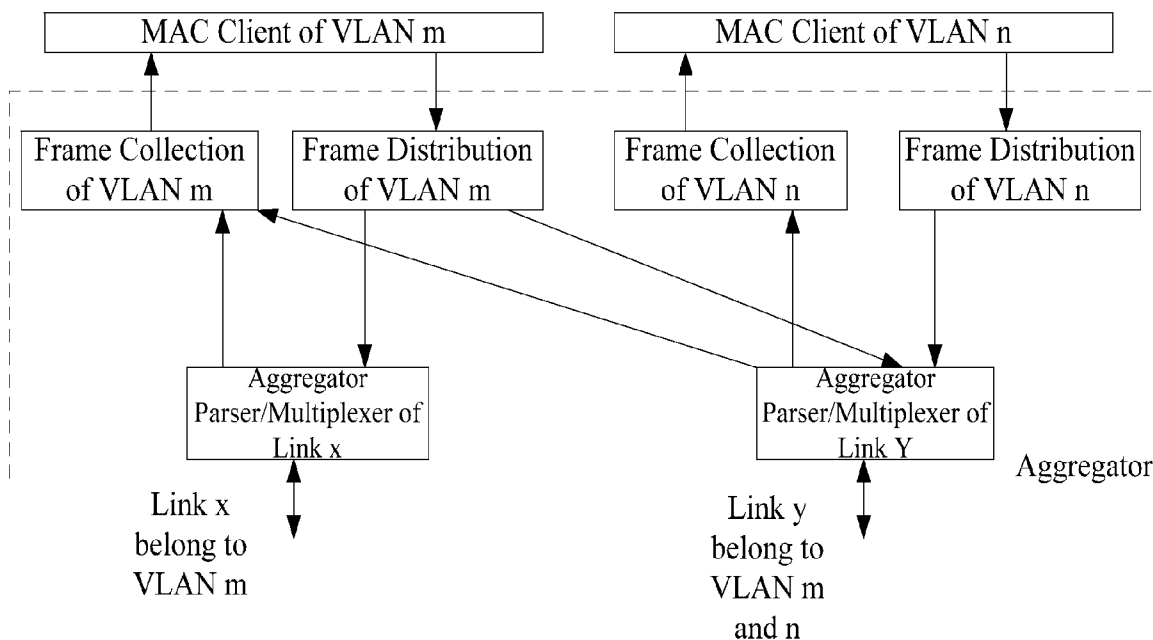 MAC Client of VLAN m
MAC Client of VLAN n
Frame Collection
of VLAN m
Frame Distribution
of VLAN m
Frame Collection
of VLAN n
Frame Distribution
of VLAN n
Aggregator
Parser/Multiplexer of
Link x
Aggregator
Parser/Multiplexer of
Link Y
Aggregator
Link x
belong to
VLAN m
Link y
belong to
VLAN m
and n